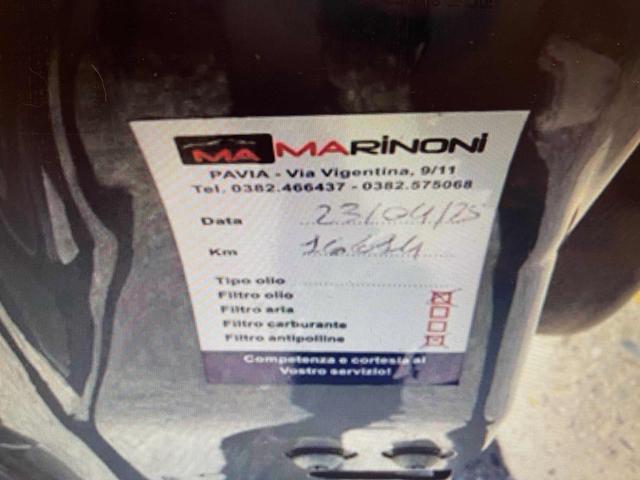 MA MARINONI
PAVIA - Via Vigentina, 9/11
Tel. 0382.466437 - 0382.575068
Data 23/04/25
Km 16614
Tipo olio
Filtro olio
Filtro aria
Filtro carburante
Filtro antipolline
Competenza e cortesia al
Vostro servizio!